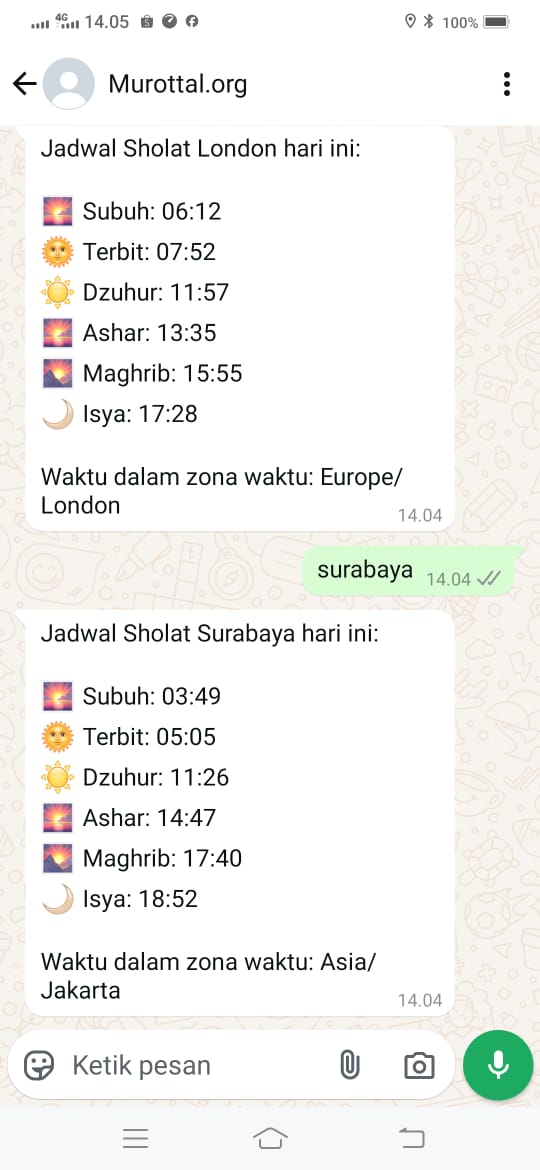 4G 14.05 100%
Murottal.org
Jadwal Sholat London hari ini:
Subuh: 06:12
Terbit: 07:52
Dzuhur: 11:57
Ashar: 13:35
Maghrib: 15:55
Isya: 17:28
Waktu dalam zona waktu: Europe/
London
14.04
surabaya 14.04
Jadwal Sholat Surabaya hari ini:
Subuh: 03:49
Terbit: 05:05
Dzuhur: 11:26
Ashar: 14:47
Maghrib: 17:40
Isya: 18:52
Waktu dalam zona waktu: Asia/
Jakarta
14.04
Ketik pesan